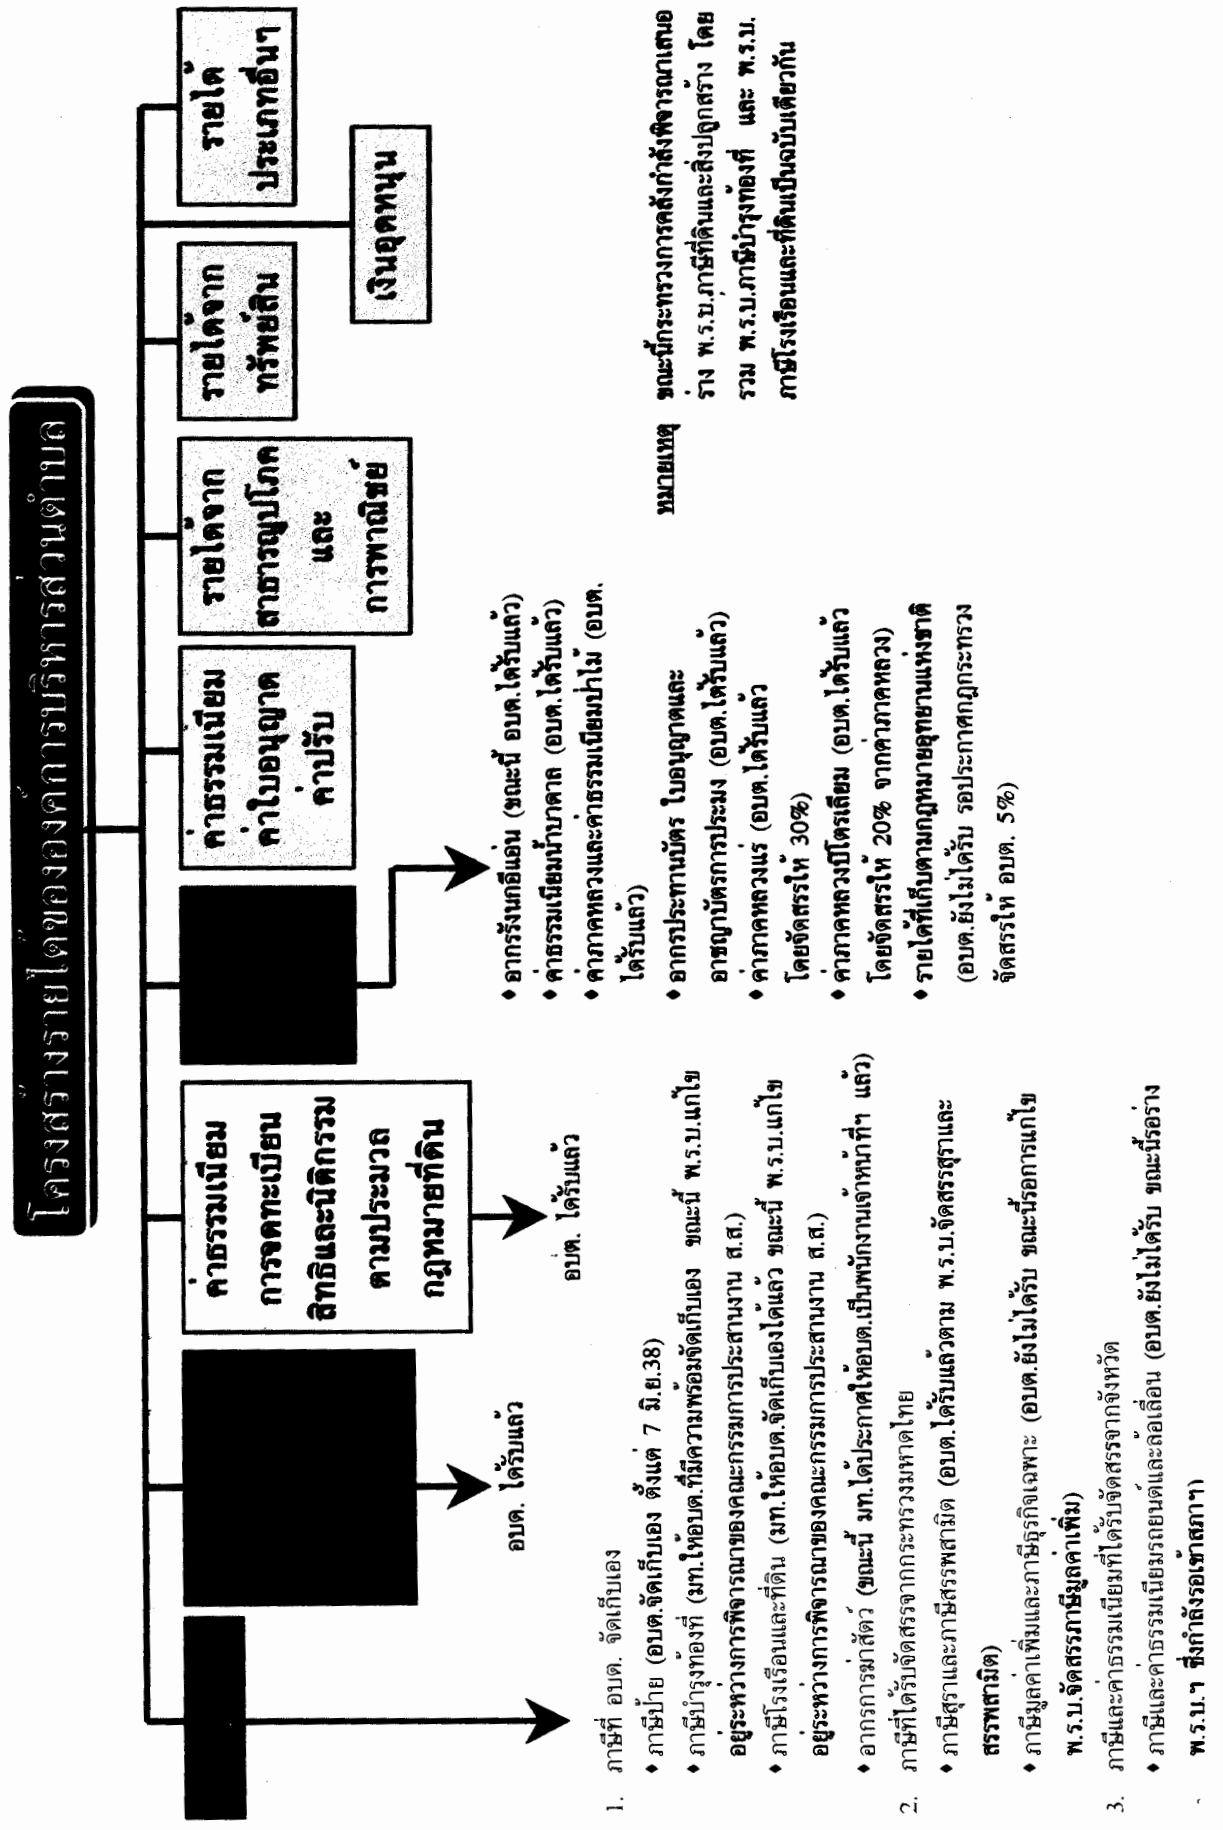 โครงสร้างรายได้ขององค์การบริหารส่วนตำบล
ค่าธรรมเนียม
การจดทะเบียน
สิทธิและนิติกรรม
ตามประมวล
กฎหมายที่ดิน
ค่าธรรมเนียม
ค่าใบอนุญาต
ค่าปรับ
รายได้จาก
สาธารณูปโภค
และ
การพาณิชย์
รายได้จาก
ทรัพย์สิน
เงินอุดหนุน
รายได้
ประเภทอื่นๆ
อบต. ได้รับแล้ว
อบต. ได้รับแล้ว
1. ภาษีที่ อบต. จัดเก็บเอง
♦ ภาษีป้าย (อบต.จัดเก็บเอง ตั้งแต่ 7 มิ.ย.38)
♦ ภาษีบำรุงท้องที่ (มท.ให้อบต.ที่มีความพร้อมจัดเก็บเอง ขณะนี้ พ.ร.บ.แก้ไข
อยู่ระหว่างการพิจารณาของคณะกรรมการประสานงาน ส.ส.)
♦ ภาษีโรงเรือนและที่ดิน (มท.ให้อบต.จัดเก็บเองได้แล้ว ขณะนี้ พ.ร.บ.แก้ไข
อยู่ระหว่างการพิจารณาของคณะกรรมการประสานงาน ส.ส.)
♦ อากรการฆ่าสัตว์ (ขณะนี้ มท.ได้ประกาศให้อบต.เป็นพนักงานเจ้าหน้าที่ฯ แล้ว)
2. ภาษีที่ได้รับจัดสรรจากกระทรวงมหาดไทย
♦ ภาษีสุราและภาษีสรรพสามิต (อบต.ได้รับแล้วตาม พ.ร.บ.จัดสรรสุราและ
สรรพสามิต)
♦ ภาษีมูลค่าเพิ่มและภาษีธุรกิจเฉพาะ (อบต.ยังไม่ได้รับ ขณะนี้รอการแก้ไข
พ.ร.บ.จัดสรรภาษีมูลค่าเพิ่ม)
3. ภาษีและค่าธรรมเนียมที่ได้รับจัดสรรจากจังหวัด
♦ ภาษีและค่าธรรมเนียมรถยนต์และล้อเลื่อน (อบต.ยังไม่ได้รับ ขณะนี้รอร่าง
พ.ร.บ.ฯ ซึ่งกำลังรอเข้าสภาฯ)
♦ อากรรังนกอีแอ่น (ขณะนี้ อบต.ได้รับแล้ว)
♦ ค่าธรรมเนียมน้ำบาดาล (อบต.ได้รับแล้ว)
♦ ค่าภาคหลวงและค่าธรรมเนียมป่าไม้ (อบต.
ได้รับแล้ว)
♦ อากรประทานบัตร ใบอนุญาตและ
อาชญาบัตรการประมง (อบต.ได้รับแล้ว)
♦ ค่าภาคหลวงแร่ (อบต.ได้รับแล้ว
โดยจัดสรรให้ 30%)
♦ ค่าภาคหลวงปิโตรเลียม (อบต.ได้รับแล้ว
โดยจัดสรรให้ 20% จากค่าภาคหลวง)
♦ รายได้ที่เก็บตามกฎหมายอุทยานแห่งชาติ
(อบต.ยังไม่ได้รับ รอประกาศกฎกระทรวง
จัดสรรให้ อบต. 5%)
หมายเหตุ ขณะนี้กระทรวงการคลังกำลังพิจารณาเสนอ
ร่าง พ.ร.บ.ภาษีที่ดินและสิ่งปลูกสร้าง โดย
รวม พ.ร.บ.ภาษีบำรุงท้องที่ และ พ.ร.บ.
ภาษีโรงเรือนและที่ดินเป็นฉบับเดียวกัน